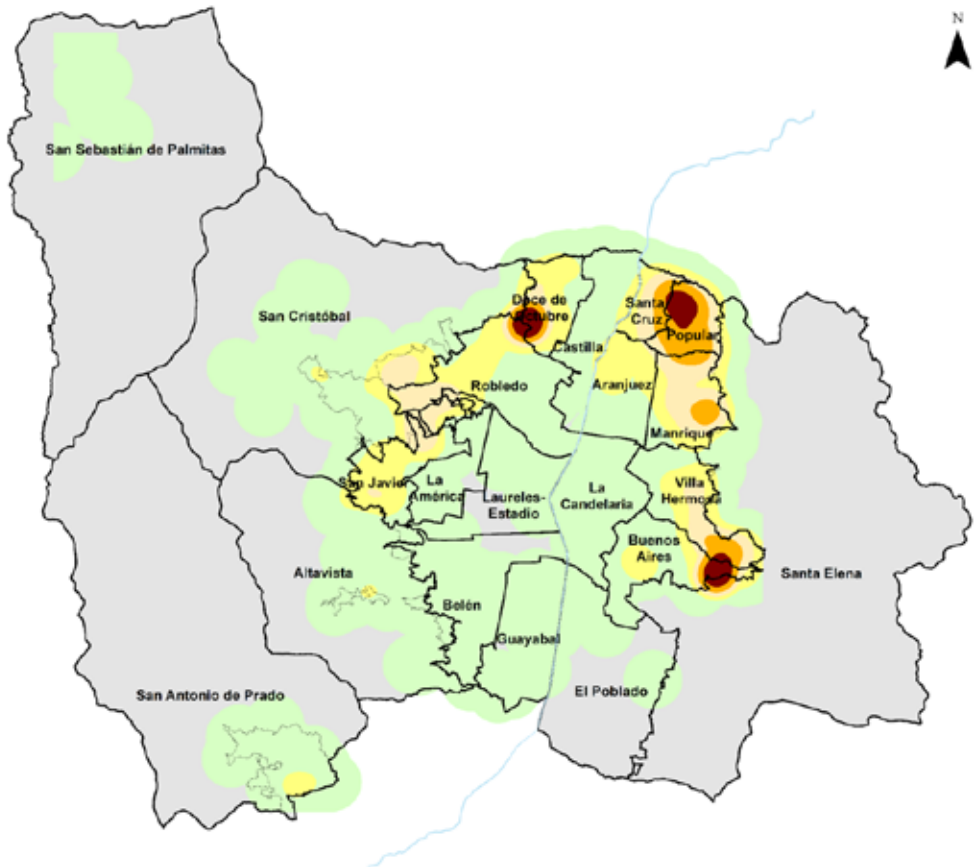 N
San Sebastián de Palmitas
San Cristóbal
Doce de
Octubre
Santa
Cruz
Popular
Castilla
Robledo
Aranjuez
Manrique
San Javier
La
América
Laureles-
Estadio
La
Candelaria
Villa
Hermosa
Buenos
Aires
Altavista
Santa Elena
Belén
Guayabal
San Antonio de Prado
El Poblado